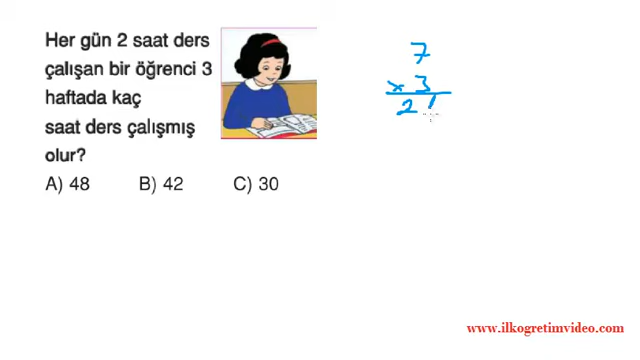 Her gün 2 saat ders
çalışan bir öğrenci 3
haftada kaç
saat ders çalışmış
olur?
A) 48 B) 42 C) 30
7
x 3
21
www.ilkogretimvideo.com